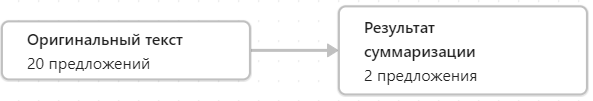 Оригинальный текст
20 предложений
Результат
суммаризации
2 предложения